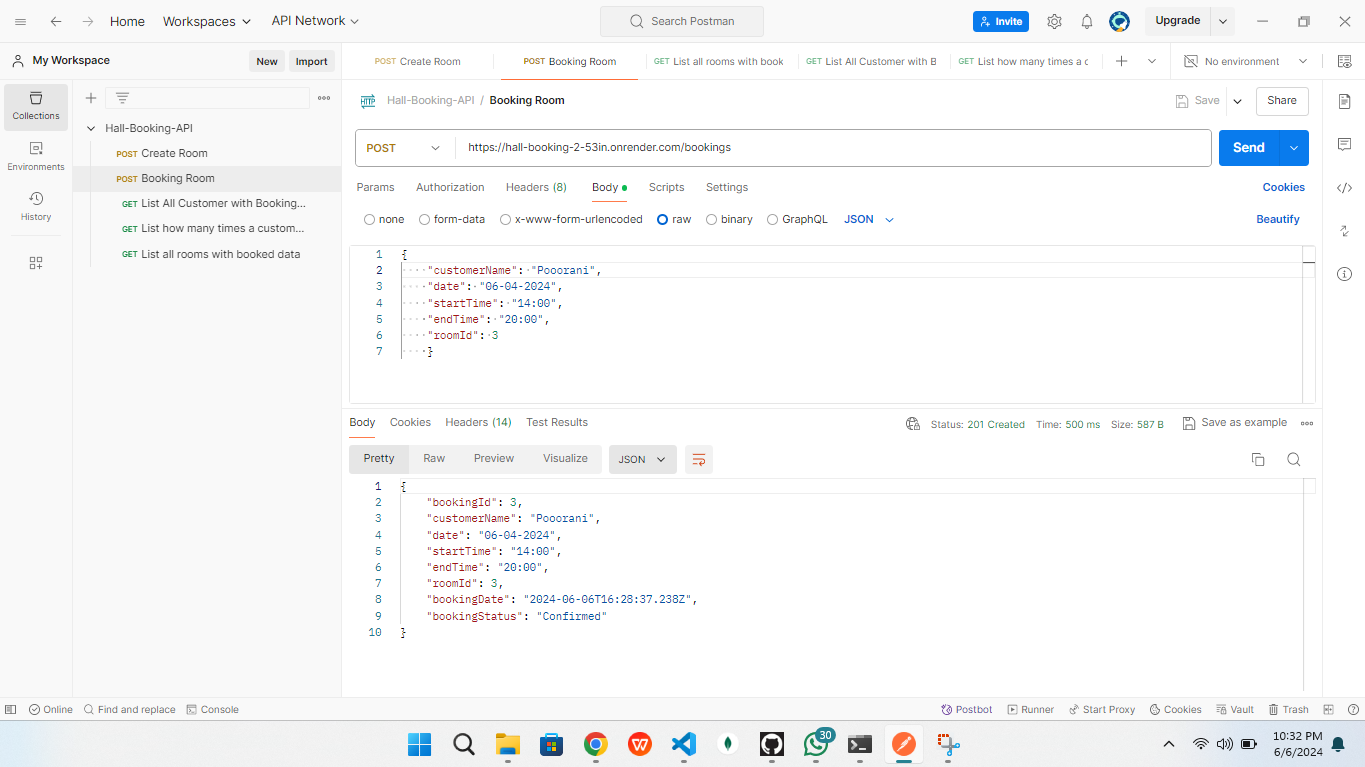 Home Workspaces API Network Search Postman Invite Upgrade
My Workspace New Import POST Create Room POST Booking Room GET List all rooms with book GET List All Customer with B GET List how many times a c No environment
Collections
Environments
History
Hall-Booking-API
POST Create Room
POST Booking Room
GET List All Customer with Booking...
GET List how many times a custom...
GET List all rooms with booked data
HTTP Hall-Booking-API / Booking Room Save Share
POST https://hall-booking-2-53in.onrender.com/bookings Send
Params Authorization Headers (8) Body Scripts Settings Cookies
none form-data x-www-form-urlencoded raw binary GraphQL JSON Beautify
1 {
2 "customerName": "Pooorani",
3 "date": "06-04-2024",
4 "startTime": "14:00",
5 "endTime": "20:00",
6 "roomId": 3
7 }
Body Cookies Headers (14) Test Results Status: 201 Created Time: 500 ms Size: 587 B Save as example
Pretty Raw Preview Visualize JSON
1 {
2 "bookingId": 3,
3 "customerName": "Pooorani",
4 "date": "06-04-2024",
5 "startTime": "14:00",
6 "endTime": "20:00",
7 "roomId": 3,
8 "bookingDate": "2024-06-06T16:28:37.238Z",
9 "bookingStatus": "Confirmed"
10 }
Online Find and replace Console Postbot Runner Start Proxy Cookies Vault Trash
30
10:32 PM
6/6/2024